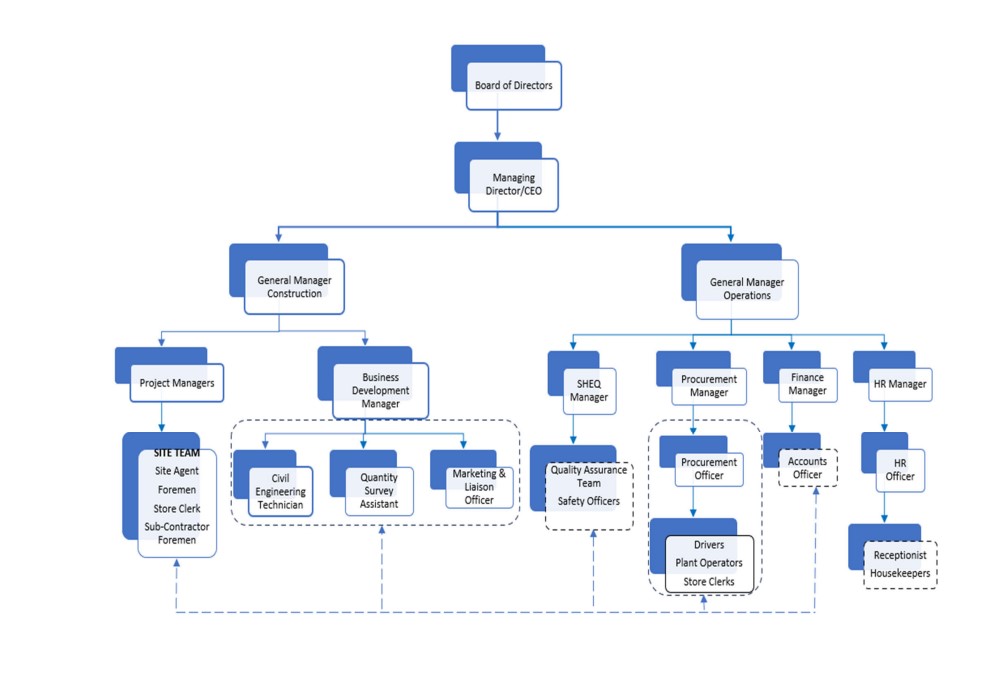 Board of Directors
Managing
Director/CEO
General Manager
Construction
General Manager
Operations
Project Managers
Business
Development
Manager
SHEQ
Manager
Procurement
Manager
Finance
Manager
HR Manager
SITE TEAM
Site Agent
Foremen
Store Clerk
Sub-Contractor
Foremen
Civil
Engineering
Technician
Quantity
Survey
Assistant
Marketing &
Liaison
Officer
Quality Assurance
Team
Safety Officers
Procurement
Officer
Drivers
Plant Operators
Store Clerks
Accounts
Officer
HR
Officer
Receptionist
Housekeepers